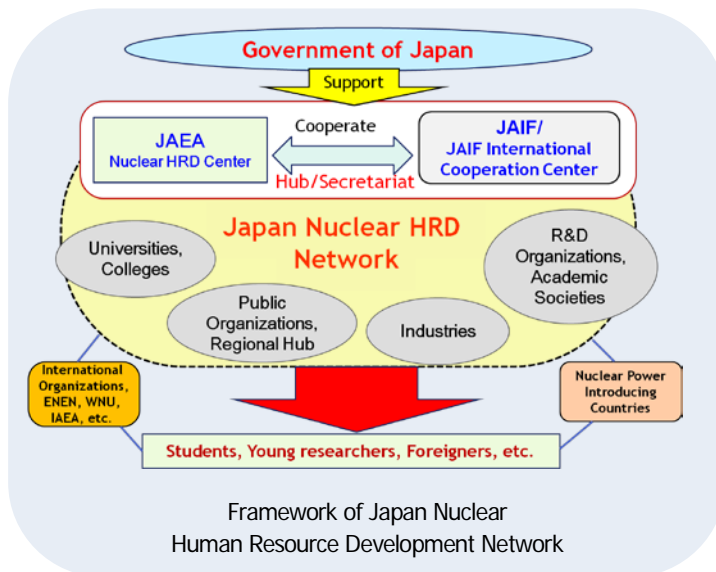 Government of Japan
Support
JAEA
Nuclear HRD Center
Cooperate
Hub/Secretariat
JAIF/
JAIF International
Cooperation Center
Japan Nuclear HRD
Network
Universities,
Colleges
Public
Organizations,
Regional Hub
Industries
R&D
Organizations,
Academic
Societies
International
Organizations,
ENEN, WNU,
IAEA, etc.
Nuclear Power
Introducing
Countries
Students, Young researchers, Foreigners, etc.
Framework of Japan Nuclear
Human Resource Development Network